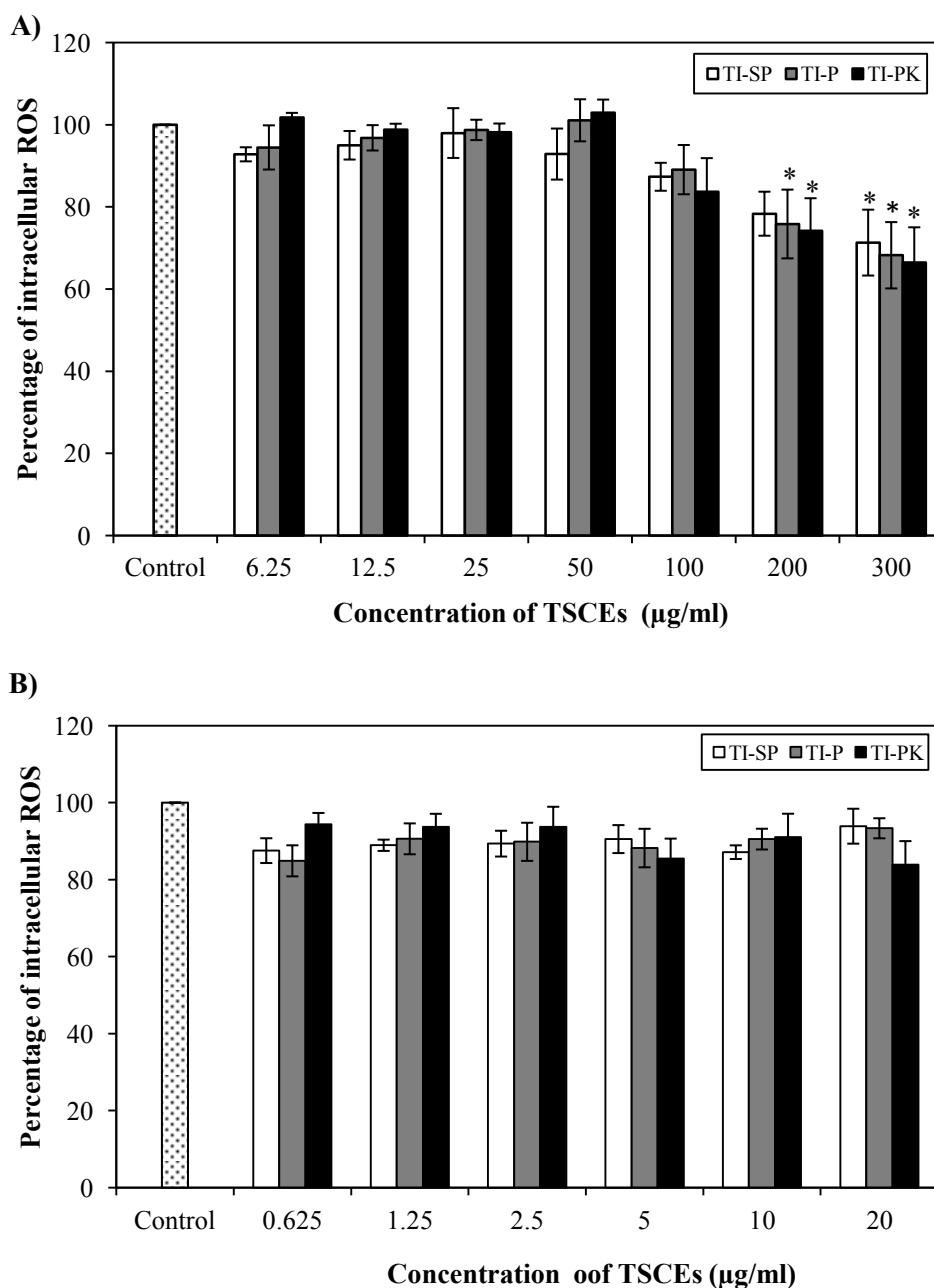 A)
120
100
80
60
40
20
0
Percentage of intracellular ROS
TI-SP TI-P TI-PK
* *
* * *
Control 6.25 12.5 25 50 100 200 300
Concentration of TSCEs (µg/ml)
B)
120
100
80
60
40
20
0
Percentage of intracellular ROS
TI-SP TI-P TI-PK
Control 0.625 1.25 2.5 5 10 20
Concentration oof TSCEs (µg/ml)